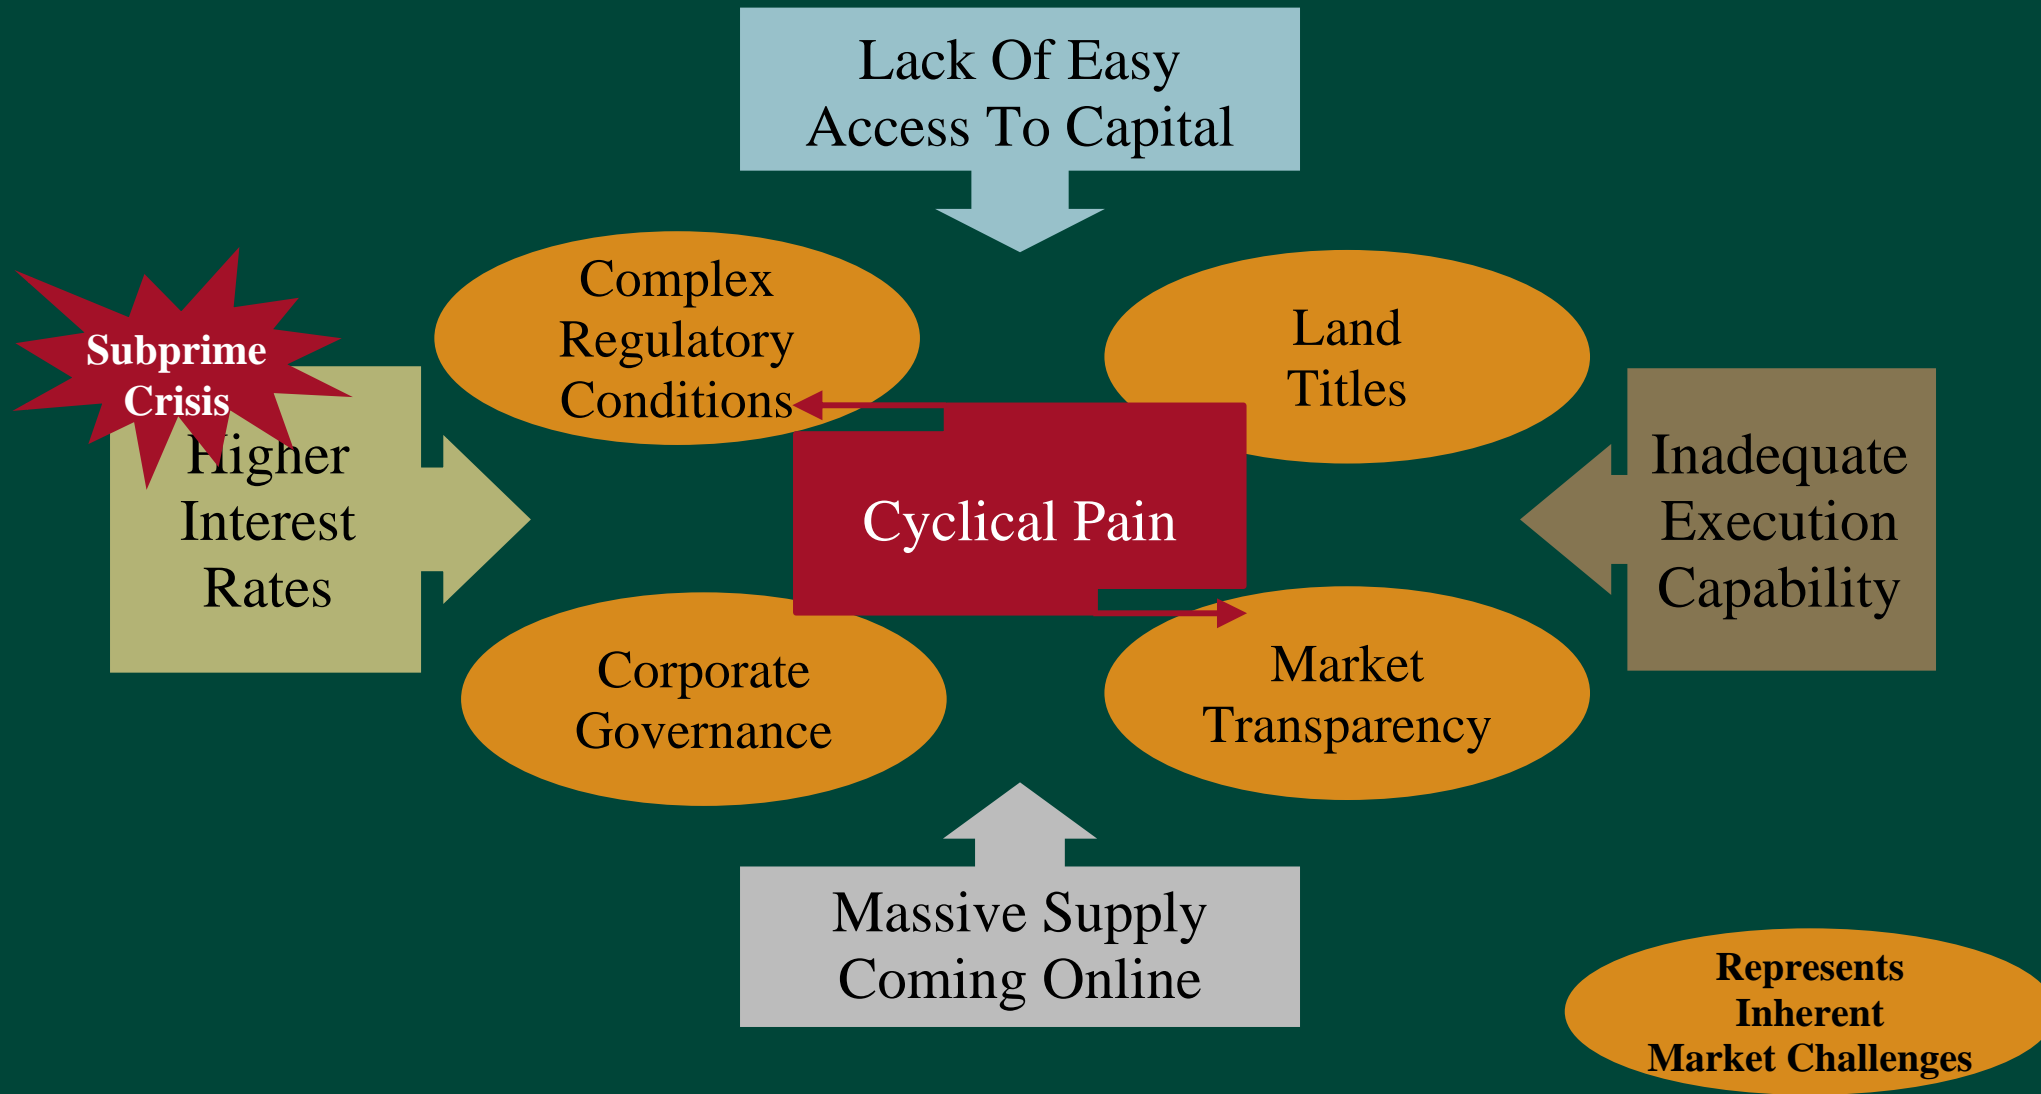 Lack Of Easy
Access To Capital
Complex
Regulatory
Conditions
Land
Titles
Subprime
Crisis
Higher
Interest
Rates
Cyclical Pain
Inadequate
Execution
Capability
Corporate
Governance
Market
Transparency
Massive Supply
Coming Online
Represents
Inherent
Market Challenges